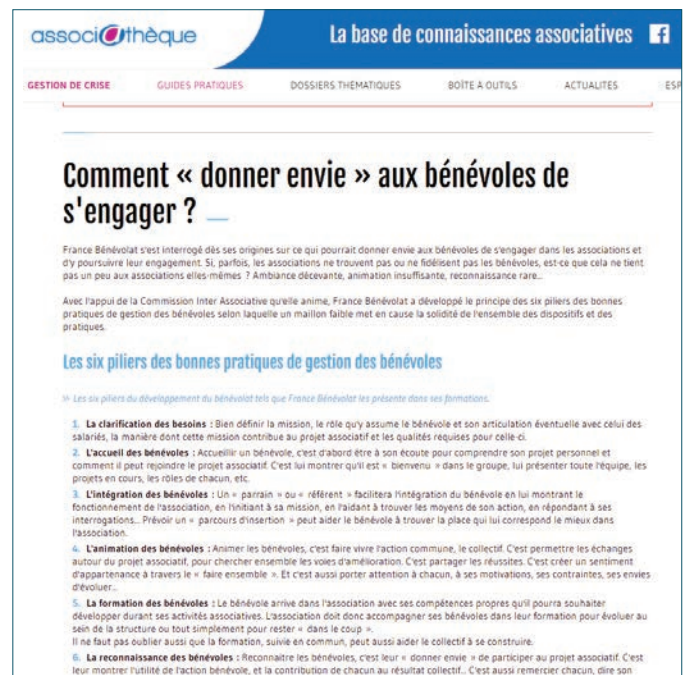 associathèque
La base de connaissances associatives
GESTION DE CRISE GUIDES PRATIQUES DOSSIERS THÉMATIQUES BOÎTE À OUTILS ACTUALITÉS ESP
Comment « donner envie » aux bénévoles de
s'engager ?
France Bénévolat s'est interrogé dès ses origines sur ce qui pourrait donner envie aux bénévoles de s'engager dans les associations et
d'y poursuivre leur engagement. Si, parfois, les associations ne trouvent pas ou ne fidélisent pas les bénévoles, est-ce que cela ne tient
pas un peu aux associations elles-mêmes ? Ambiance décevante, animation insuffisante, reconnaissance rare...
Avec l'appui de la Commission Inter Associative qu'elle anime, France Bénévolat a développé le principe des six piliers des bonnes
pratiques de gestion des bénévoles selon laquelle un maillon faible met en cause la solidité de l'ensemble des dispositifs et des
pratiques.
Les six piliers des bonnes pratiques de gestion des bénévoles
>> Les six piliers du développement du bénévolat tels que France Bénévolat les présente dans ses formations.
1. La clarification des besoins : Bien définir la mission, le rôle qu'y assume le bénévole et son articulation éventuelle avec celui des
salariés, la manière dont cette mission contribue au projet associatif et les qualités requises pour celle-ci.
2. L'accueil des bénévoles : Accueillir un bénévole, c'est d'abord être à son écoute pour comprendre son projet personnel et
comment il peut rejoindre le projet associatif. C'est lui montrer qu'il est « bienvenu » dans le groupe, lui présenter toute l'équipe, les
projets en cours, les rôles de chacun, etc.
3. L'intégration des bénévoles : Un « parrain » ou « référent » facilitera l'intégration du bénévole en lui montrant le
fonctionnement de l'association, en l'initiant à sa mission, en l'aidant à trouver les moyens de son action, en répondant à ses
interrogations... Prévoir un « parcours d'insertion » peut aider le bénévole à trouver la place qui lui correspond le mieux dans
l'association.
4. L'animation des bénévoles : Animer les bénévoles, c'est faire vivre l'action commune, le collectif. C'est permettre les échanges
autour du projet associatif, pour chercher ensemble les voies d'amélioration. C'est partager les réussites. C'est créer un sentiment
d'appartenance à travers le « faire ensemble ». Et c'est aussi porter attention à chacun, à ses motivations, ses contraintes, ses envies
d'évoluer...
5. La formation des bénévoles : Le bénévole arrive dans l'association avec ses compétences propres qu'il pourra souhaiter
développer durant ses activités associatives. L'association doit donc accompagner ses bénévoles dans leur formation pour évoluer au
sein de la structure ou tout simplement pour rester « dans le coup ».
Il ne faut pas oublier aussi que la formation, suivie en commun, peut aussi aider le collectif à se construire.
6. La reconnaissance des bénévoles : Reconnaitre les bénévoles, c'est leur « donner envie » de participer au projet associatif. C'est
leur montrer l'utilité de l'action bénévole, et la contribution de chacun au résultat collectif... C'est aussi remercier chacun, dire son